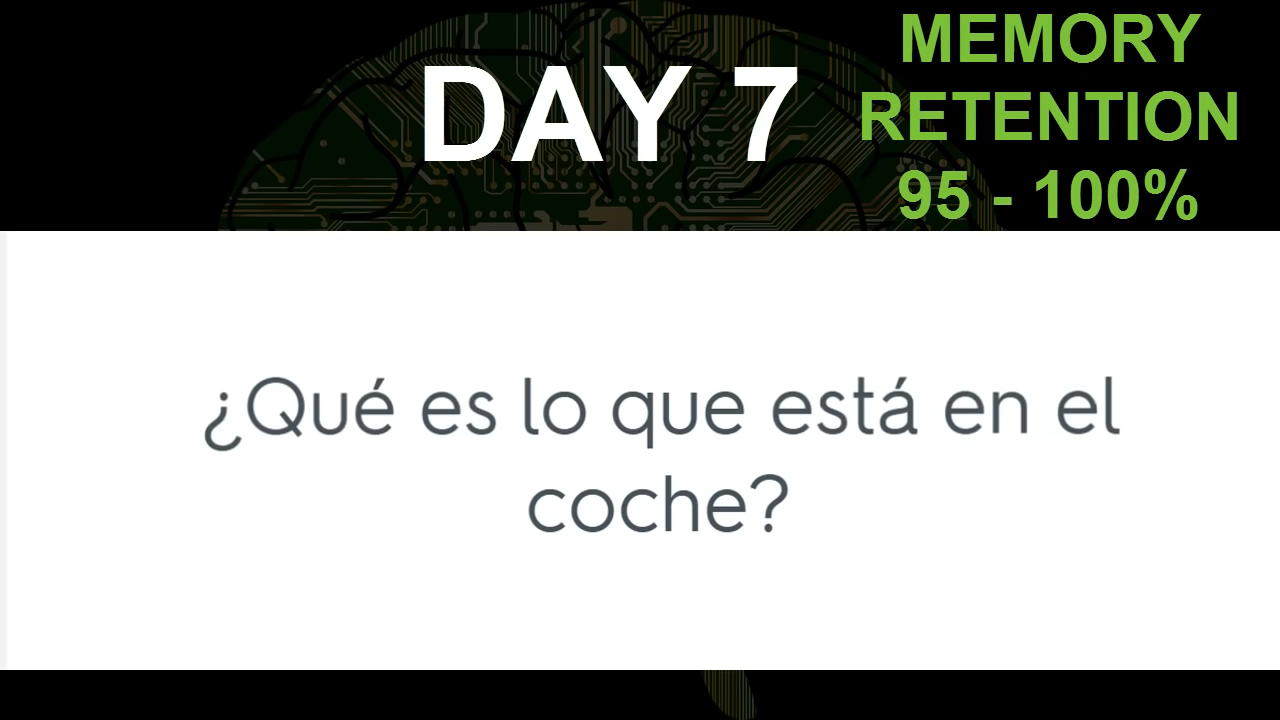 DAY 7
MEMORY
RETENTION
95 - 100%
¿Qué es lo que está en el
coche?